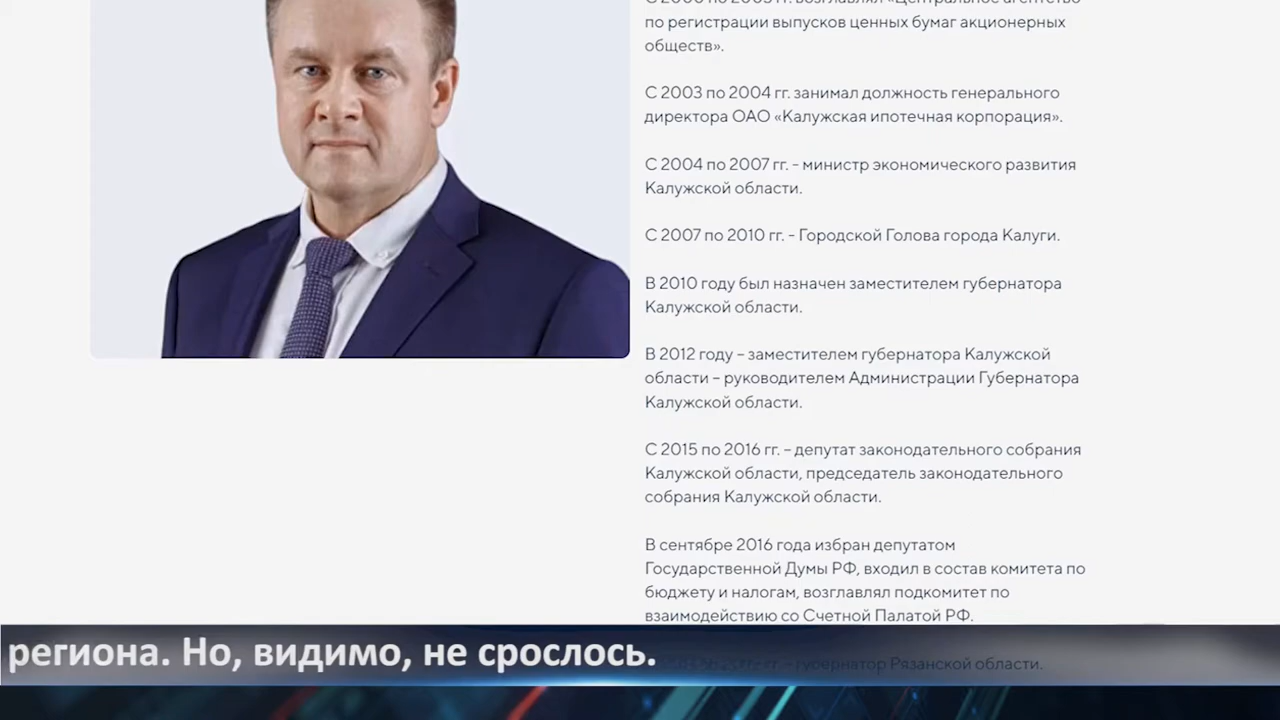 по регистрации выпусков ценных бумаг акционерных
обществ».
С 2003 по 2004 гг. занимал должность генерального
директора ОАО «Калужская ипотечная корпорация».
С 2004 по 2007 гг. - министр экономического развития
Калужской области.
С 2007 по 2010 гг. - Городской Голова города Калуги.
В 2010 году был назначен заместителем губернатора
Калужской области.
В 2012 году – заместителем губернатора Калужской
области – руководителем Администрации Губернатора
Калужской области.
С 2015 по 2016 гг. – депутат законодательного собрания
Калужской области, председатель законодательного
собрания Калужской области.
В сентябре 2016 года избран депутатом
Государственной Думы РФ, входил в состав комитета по
бюджету и налогам, возглавлял подкомитет по
взаимодействию со Счетной Палатой РФ.
региона. Но, видимо, не срослось.
гг. – губернатор Рязанской области.